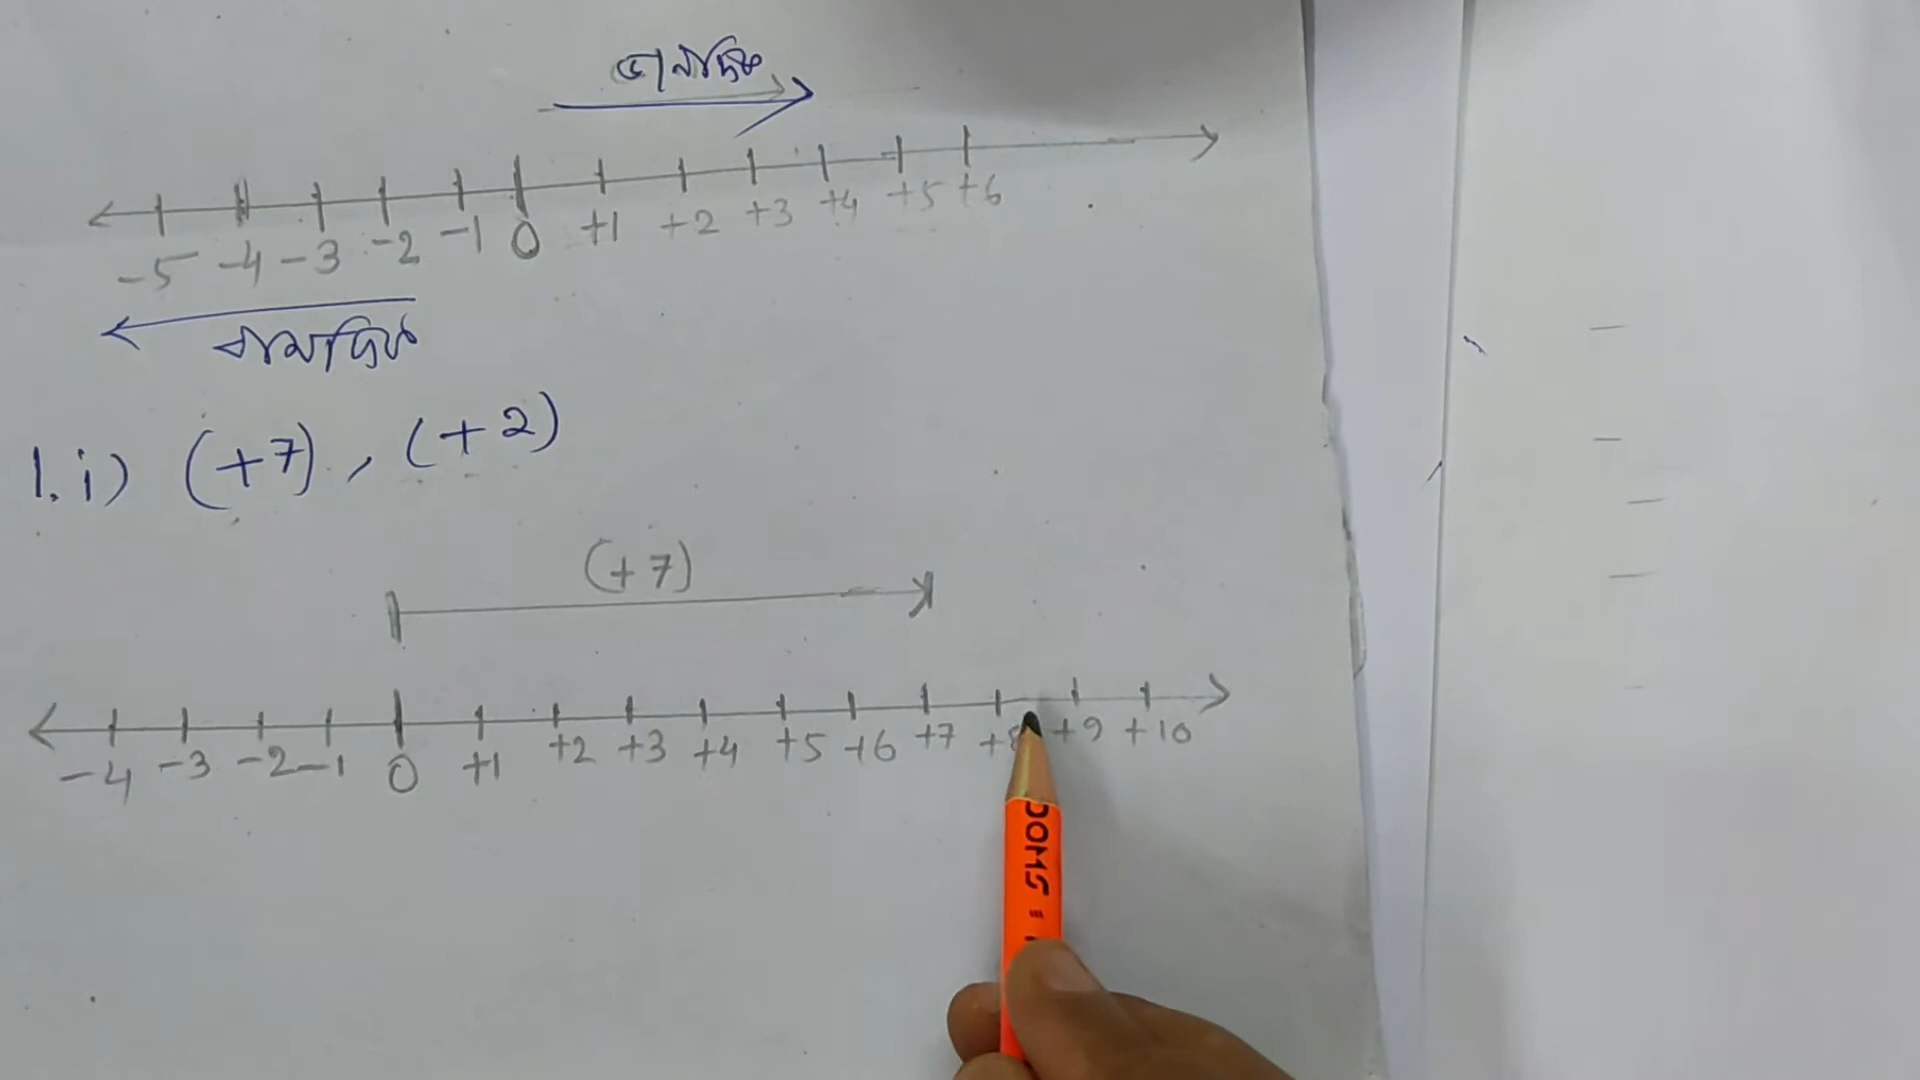 ডানদিক
-5 -4 -3 -2 -1 0 +1 +2 +3 +4 +5 +6
বামদিক
1.i) (+7), (+2)
(+7)
-4 -3 -2 -1 0 +1 +2 +3 +4 +5 +6 +7 +8 +9 +10
DOMS